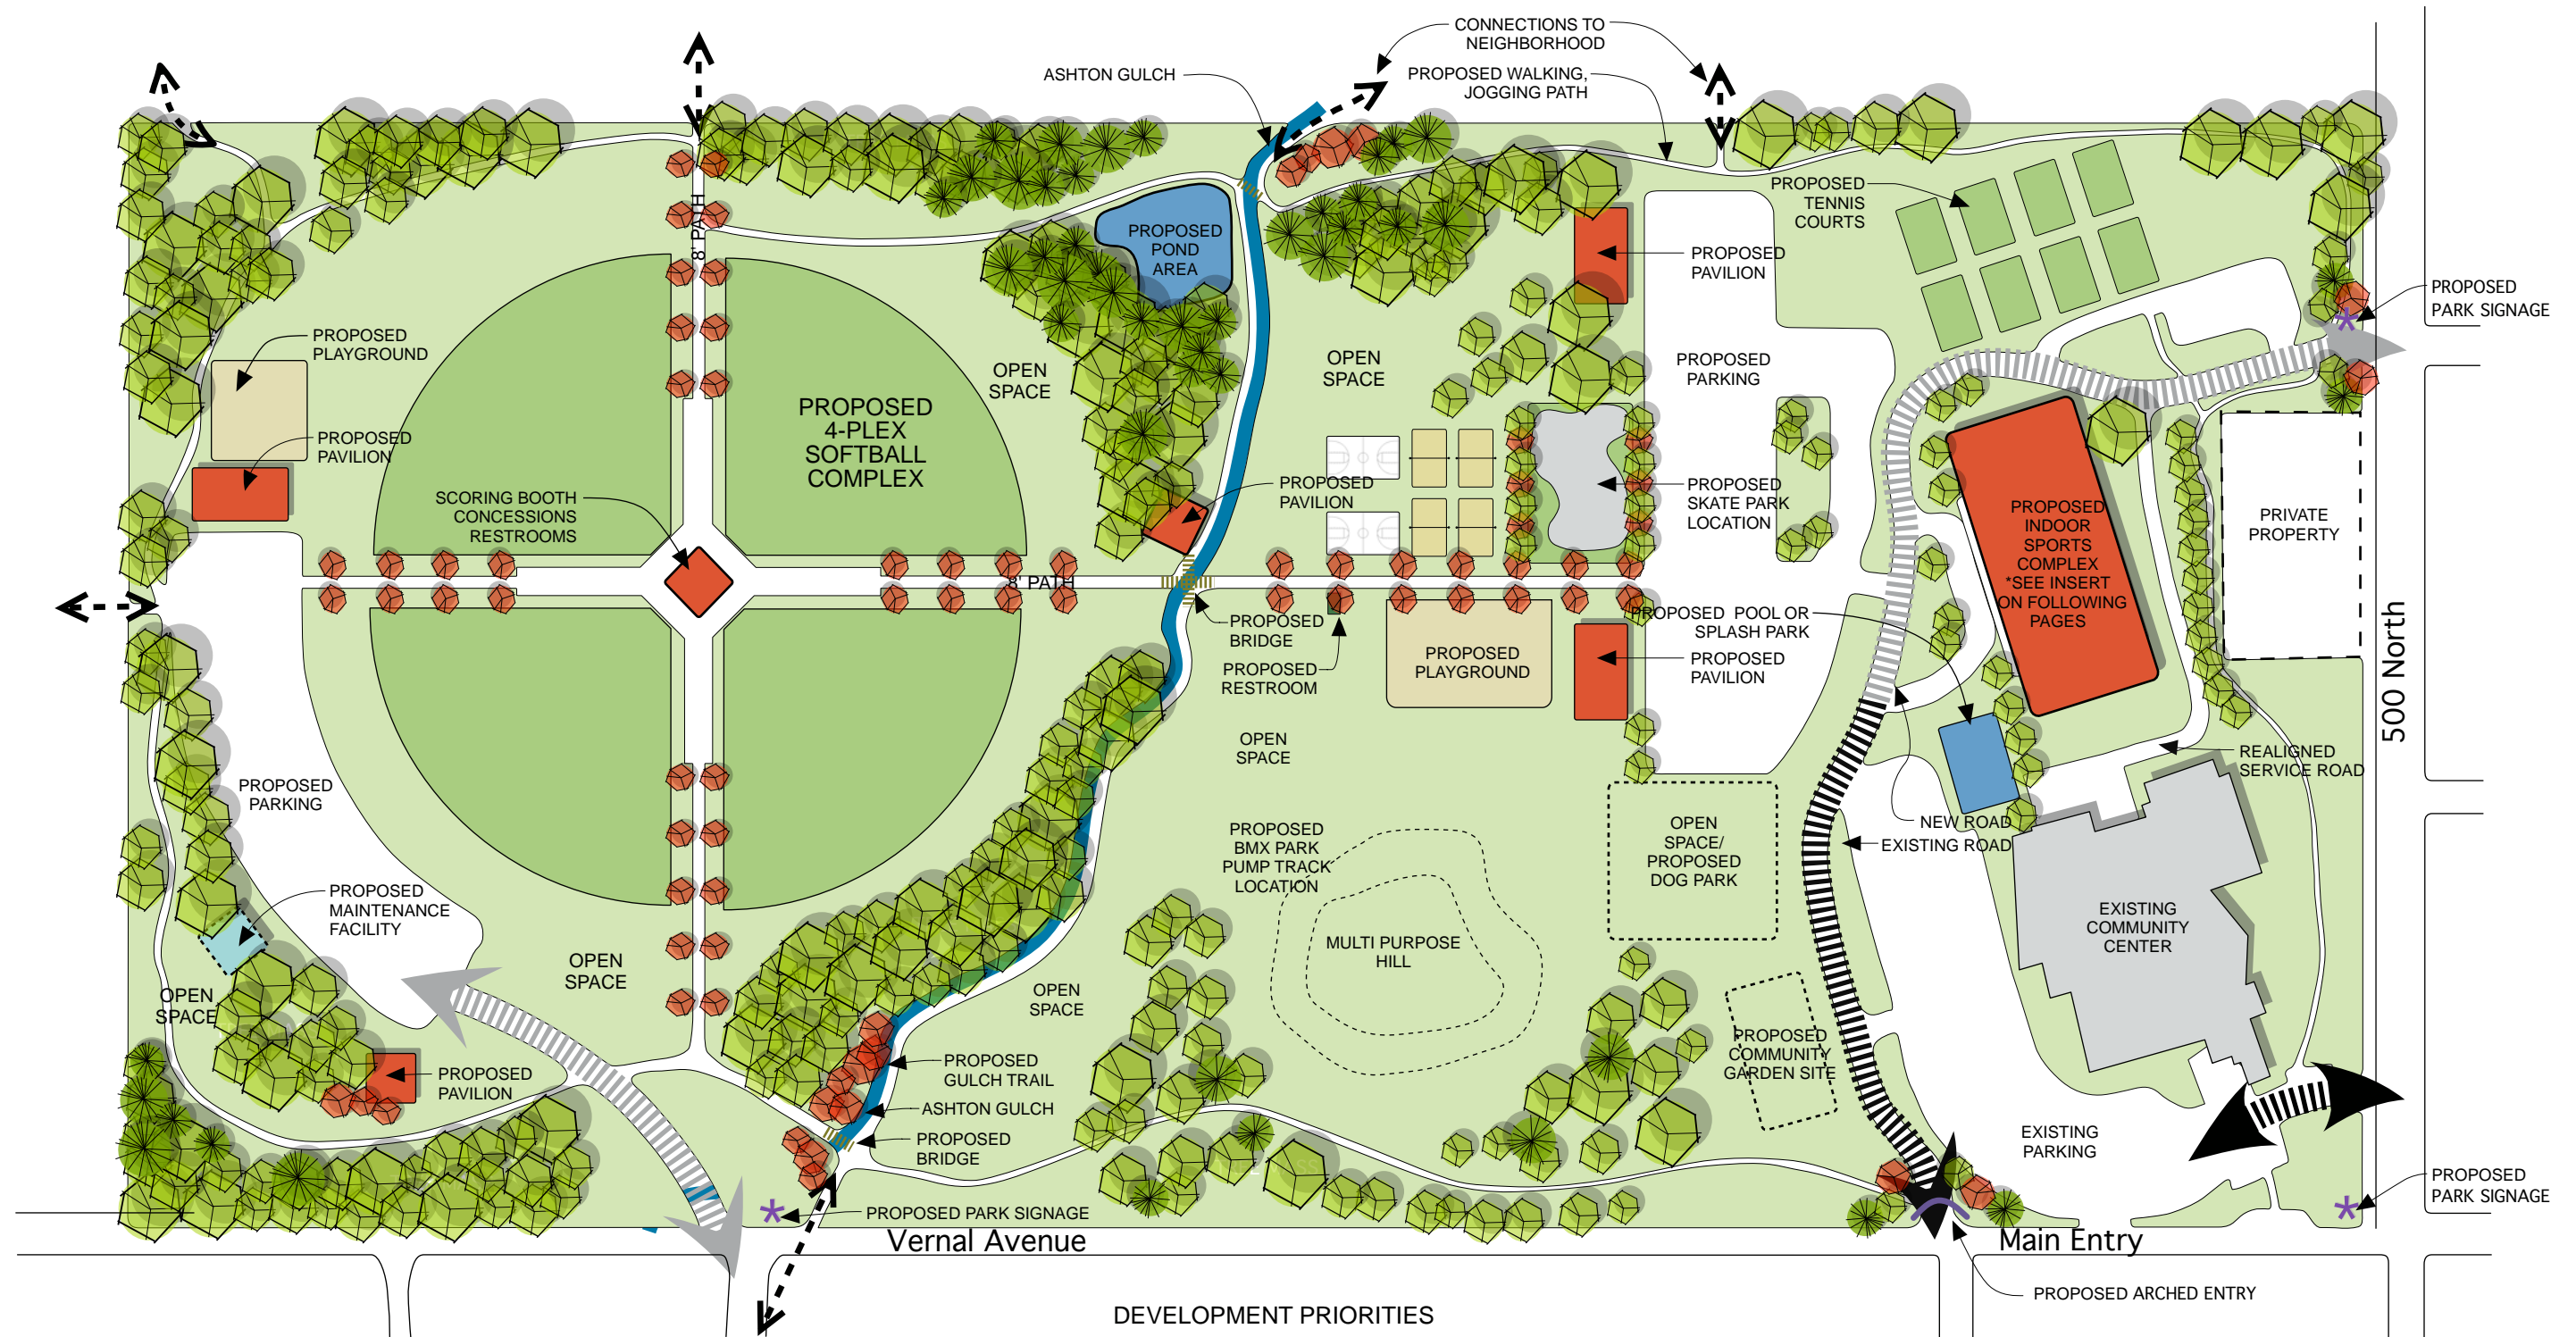 CONNECTIONS TO
NEIGHBORHOOD
ASHTON GULCH
PROPOSED WALKING,
JOGGING PATH
PROPOSED
TENNIS
COURTS
8' PATH
PROPOSED
POND
AREA
PROPOSED
PAVILION
PROPOSED
PARK SIGNAGE
PROPOSED
PLAYGROUND
OPEN
SPACE
OPEN
SPACE
PROPOSED
PARKING
PROPOSED
4-PLEX
SOFTBALL
COMPLEX
PROPOSED
PAVILION
SCORING BOOTH
CONCESSIONS
RESTROOMS
PROPOSED
PAVILION
PROPOSED
SKATE PARK
LOCATION
PROPOSED
INDOOR
SPORTS
COMPLEX
*SEE INSERT
ON FOLLOWING
PAGES
PRIVATE
PROPERTY
8' PATH
PROPOSED
BRIDGE
PROPOSED POOL OR
SPLASH PARK
PROPOSED
RESTROOM
PROPOSED
PLAYGROUND
PROPOSED
PAVILION
500 North
OPEN
SPACE
REALIGNED
SERVICE ROAD
PROPOSED
PARKING
PROPOSED
BMX PARK
PUMP TRACK
LOCATION
OPEN
SPACE/
PROPOSED
DOG PARK
NEW ROAD
EXISTING ROAD
PROPOSED
MAINTENANCE
FACILITY
EXISTING
COMMUNITY
CENTER
MULTI PURPOSE
HILL
OPEN
SPACE
OPEN
SPACE
OPEN
SPACE
PROPOSED
COMMUNITY
GARDEN SITE
PROPOSED
GULCH TRAIL
PROPOSED
PAVILION
ASHTON GULCH
PROPOSED
BRIDGE
EXISTING
PARKING
PROPOSED
PARK SIGNAGE
PROPOSED PARK SIGNAGE
Vernal Avenue
Main Entry
PROPOSED ARCHED ENTRY
DEVELOPMENT PRIORITIES